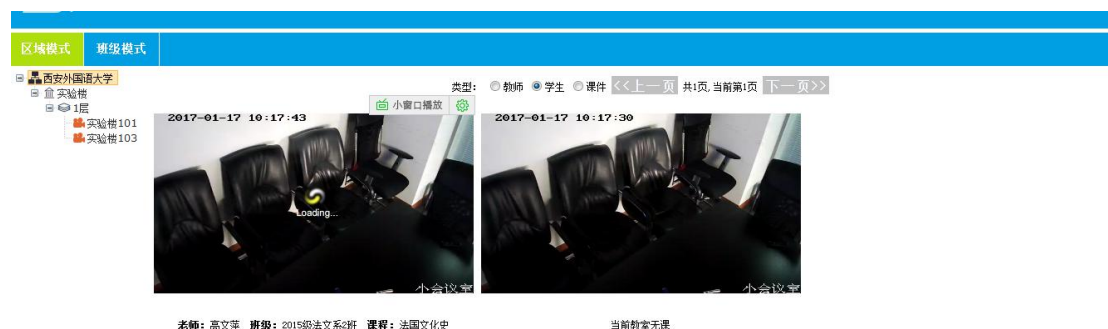 区域模式 班级模式
西安外国语大学
实验楼
1层
实验楼101
实验楼103
类型: 教师 学生 课件 <<上一页 共1页,当前第1页 下一页>>
小窗口播放
2017-01-17 10:17:43
Loading...
小会议室
2017-01-17 10:17:30
小会议室
老师: 高文萍 班级: 2015级法文系2班 课程: 法国文化史
当前教室无课